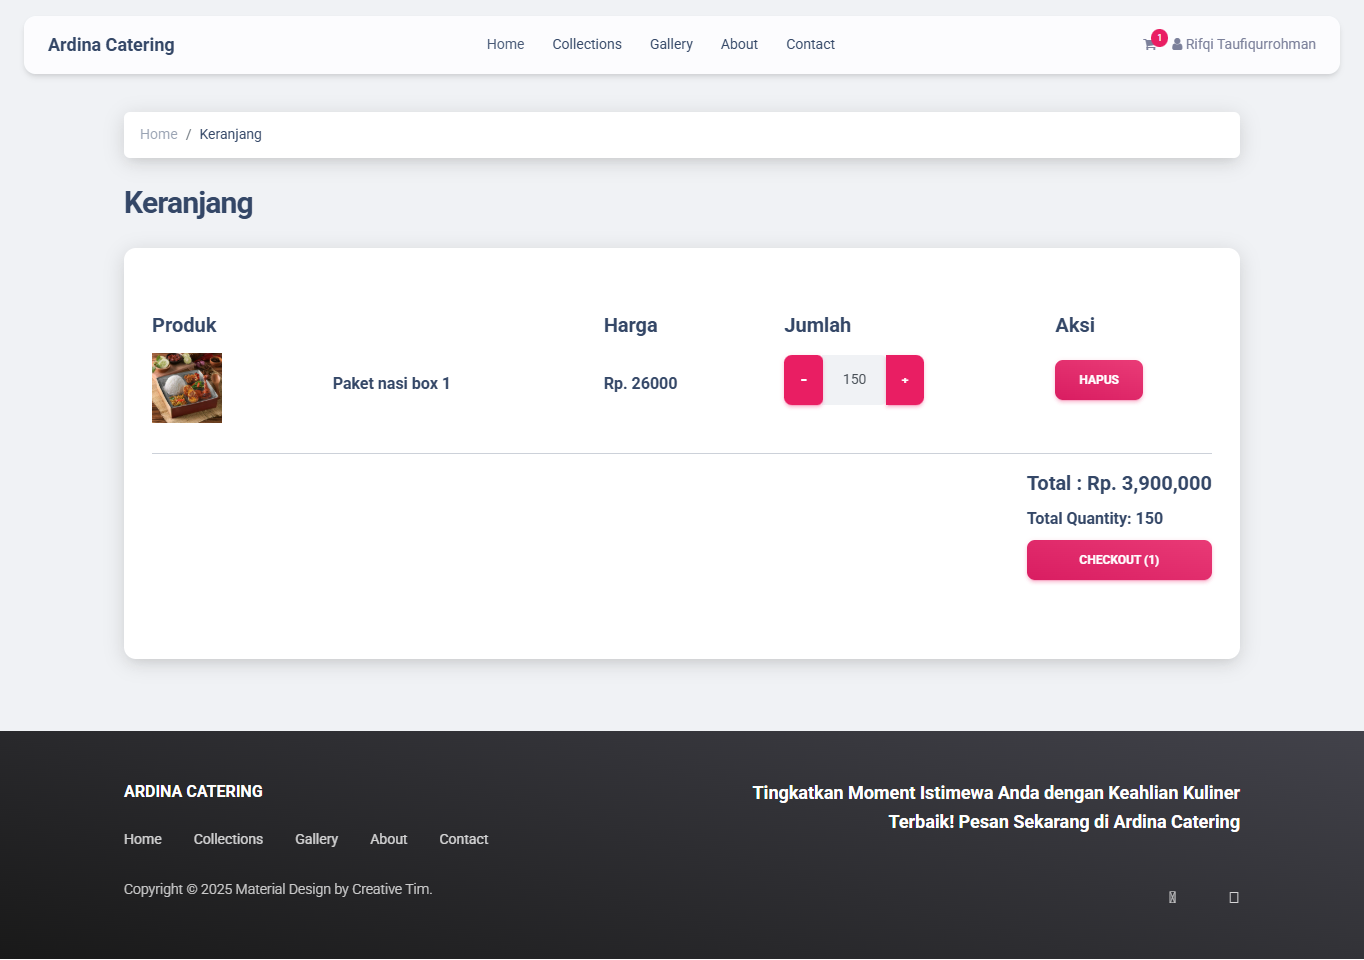 Ardina Catering
Home Collections Gallery About Contact
1 Rifqi Taufiqurrohman
Home / Keranjang
Keranjang
Produk Harga Jumlah Aksi
Paket nasi box 1 Rp. 26000 - 150 + HAPUS
Total : Rp. 3,900,000
Total Quantity: 150
CHECKOUT (1)
ARDINA CATERING
Home Collections Gallery About Contact
Copyright © 2025 Material Design by Creative Tim.
Tingkatkan Moment Istimewa Anda dengan Keahlian Kuliner
Terbaik! Pesan Sekarang di Ardina Catering